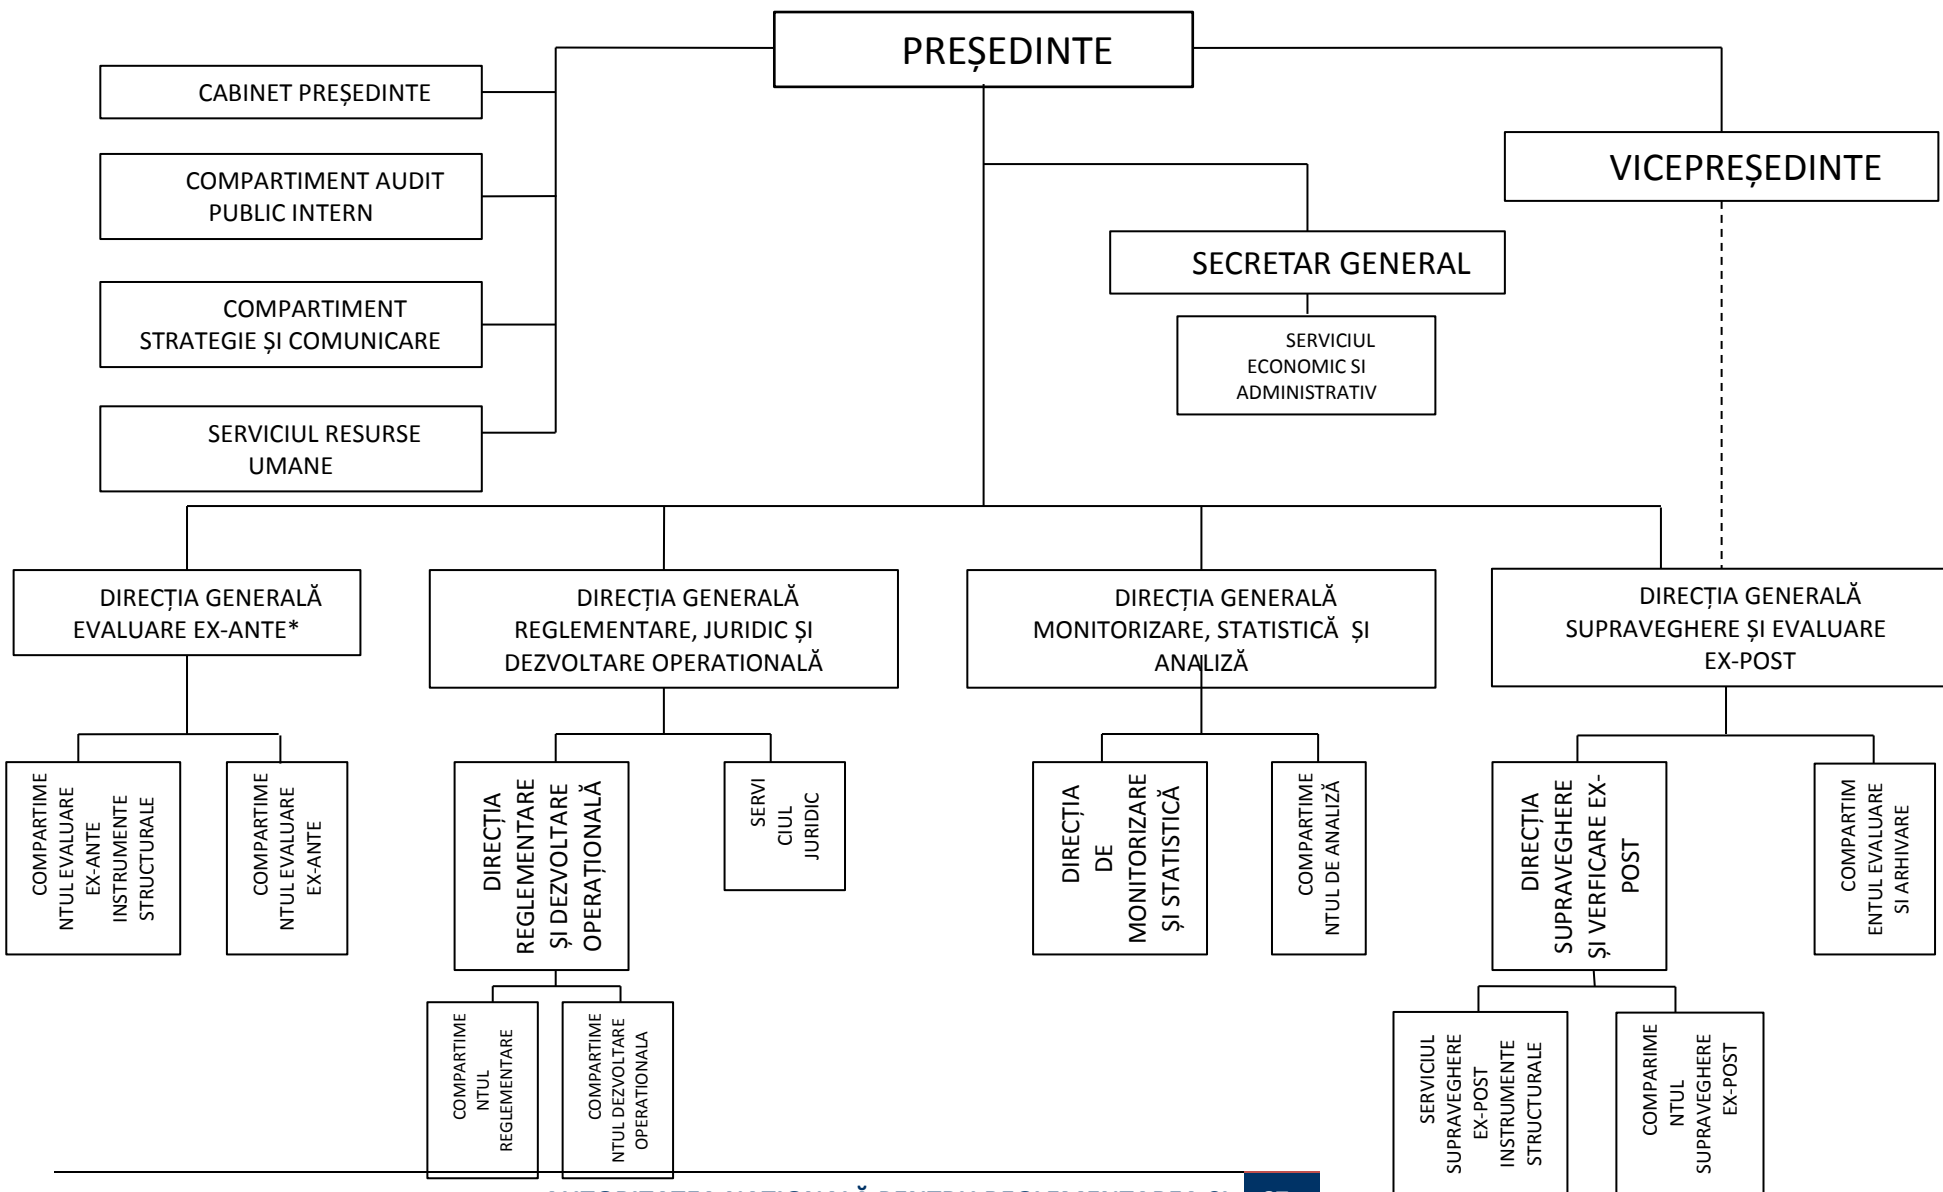 PREȘEDINTE
CABINET PREȘEDINTE
COMPARTIMENT AUDIT
PUBLIC INTERN
COMPARTIMENT
STRATEGIE ȘI COMUNICARE
SERVICIUL RESURSE
UMANE
VICEPREȘEDINTE
SECRETAR GENERAL
SERVICIUL
ECONOMIC SI
ADMINISTRATIV
DIRECȚIA GENERALĂ
EVALUARE EX-ANTE*
DIRECȚIA GENERALĂ
REGLEMENTARE, JURIDIC ȘI
DEZVOLTARE OPERATIONALĂ
DIRECȚIA GENERALĂ
MONITORIZARE, STATISTICĂ ȘI
ANALIZĂ
DIRECȚIA GENERALĂ
SUPRAVEGHERE ȘI EVALUARE
EX-POST
COMPARTIME
NTUL EVALUARE
EX-ANTE
INSTRUMENTE
STRUCTURALE
COMPARTIME
NTUL EVALUARE
EX-ANTE
DIRECȚIA
REGLEMENTARE
ȘI DEZVOLTARE
OPERAȚIONALĂ
SERVI
CIUL
JURIDIC
DIRECȚIA
DE
MONITORIZARE
ȘI STATISTICĂ
COMPARTIME
NTUL DE ANALIZĂ
DIRECȚIA
SUPRAVEGHERE
ȘI VERFICARE EX-
POST
COMPARTIM
ENTUL EVALUARE
SI ARHIVARE
COMPARTIME
NTUL
REGLEMENTARE
COMPARTIME
NTUL DEZVOLTARE
OPERATIONALA
SERVICIUL
SUPRAVEGHERE
EX-POST
INSTRUMENTE
STRUCTURALE
COMPARIME
NTUL
SUPRAVEGHERE
EX-POST
AUTORITATEA NAȚIONALĂ PENTRU REGLEMENTAREA ȘI